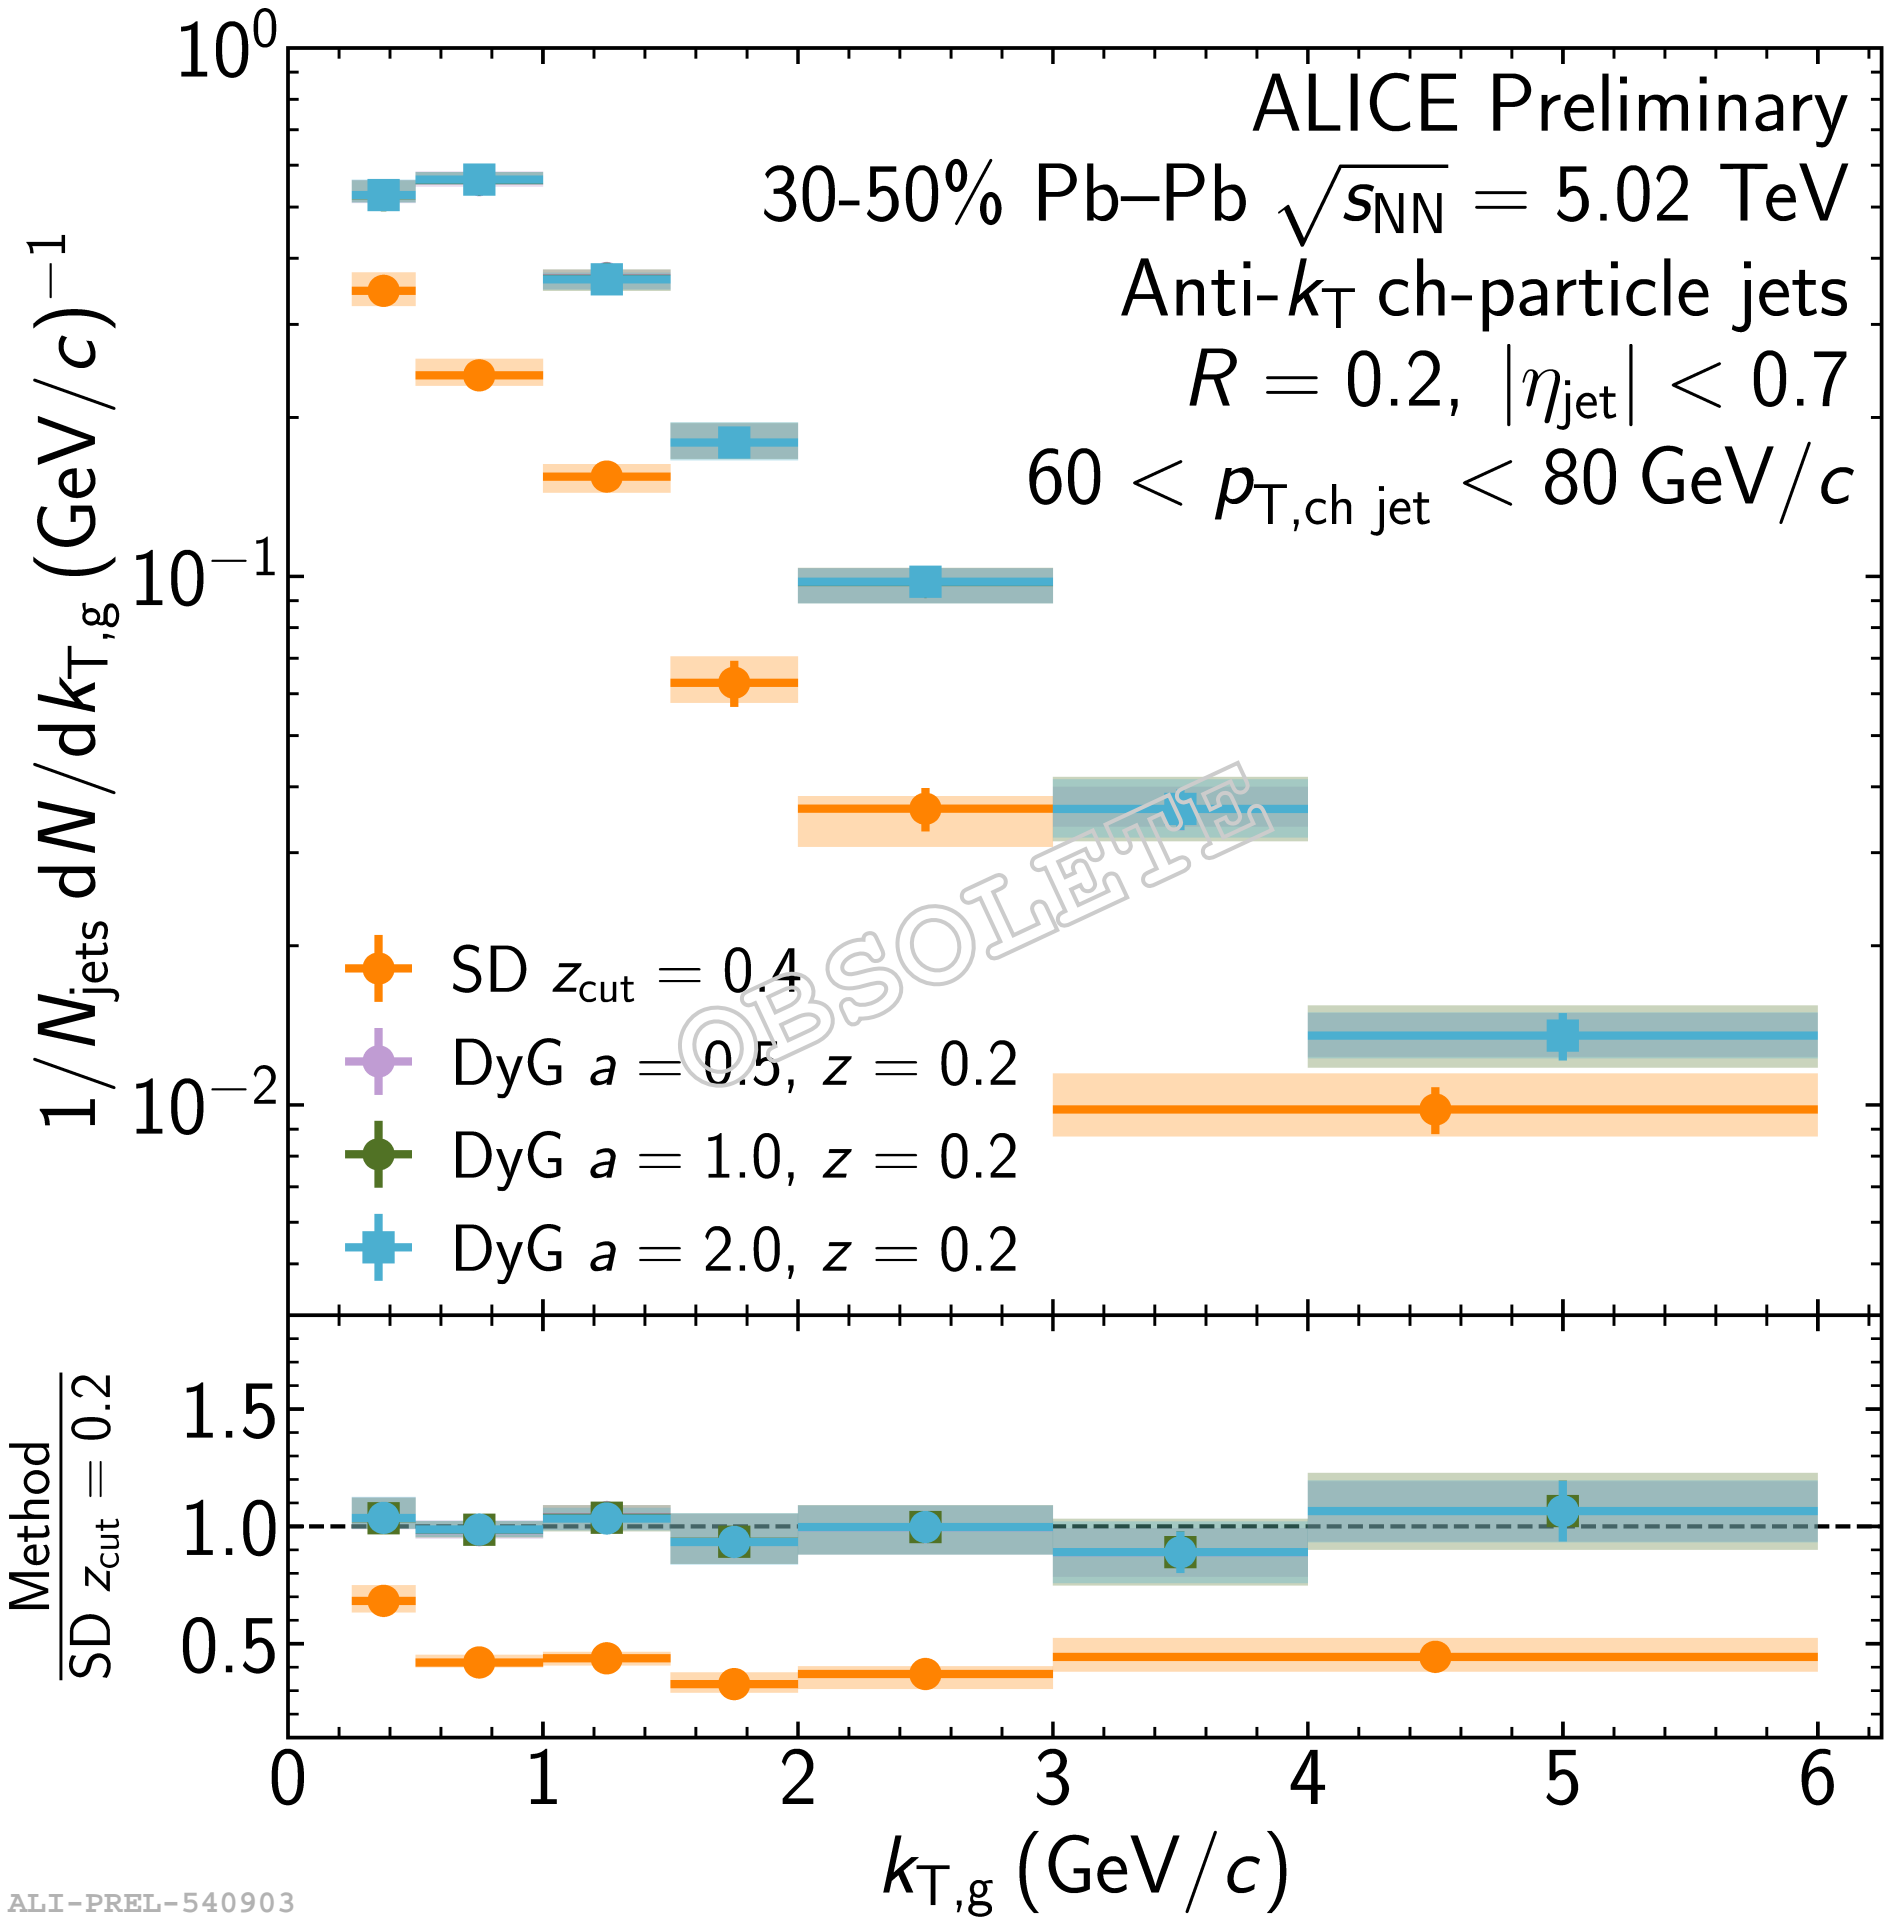 10⁰
ALICE Preliminary
30-50% Pb–Pb √sNN = 5.02 TeV
Anti-kT ch-particle jets
R = 0.2, |ηjet| < 0.7
60 < pT,ch jet < 80 GeV/c
1/Njets dN/dkT,g (GeV/c)⁻¹
10⁻¹
10⁻²
OBSOLETE
SD zcut = 0.4
DyG a = 0.5, z = 0.2
DyG a = 1.0, z = 0.2
DyG a = 2.0, z = 0.2
Method
SD zcut = 0.2
1.5
1.0
0.5
0 1 2 3 4 5 6
kT,g (GeV/c)
ALI-PREL-540903